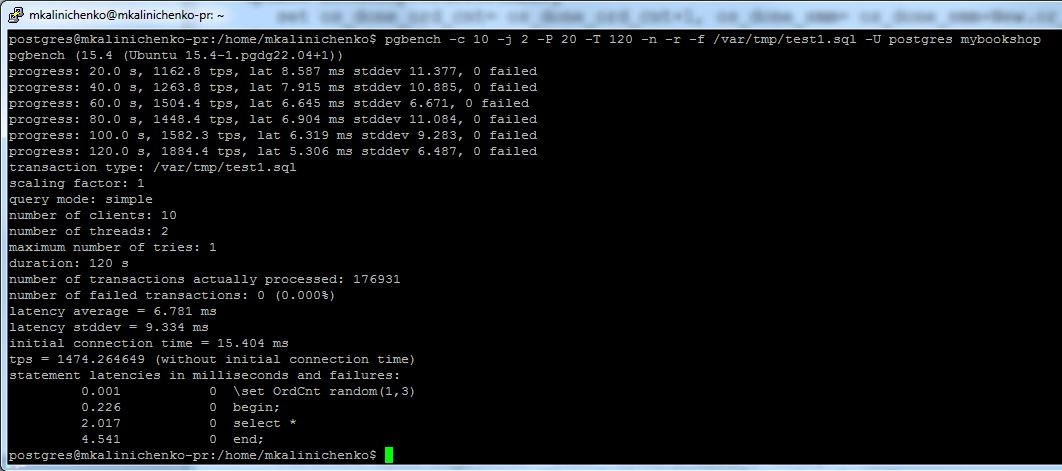 mkalinichenko@mkalinichenko-pr: ~
postgres@mkalinichenko-pr:/home/mkalinichenko$ pgbench -c 10 -j 2 -P 20 -T 120 -n -r -f /var/tmp/test1.sql -U postgres mybookshop
pgbench (15.4 (Ubuntu 15.4-1.pgdg22.04+1))
progress: 20.0 s, 1162.8 tps, lat 8.587 ms stddev 11.377, 0 failed
progress: 40.0 s, 1263.8 tps, lat 7.915 ms stddev 10.885, 0 failed
progress: 60.0 s, 1504.4 tps, lat 6.645 ms stddev 6.671, 0 failed
progress: 80.0 s, 1448.4 tps, lat 6.904 ms stddev 11.084, 0 failed
progress: 100.0 s, 1582.3 tps, lat 6.319 ms stddev 9.283, 0 failed
progress: 120.0 s, 1884.4 tps, lat 5.306 ms stddev 6.487, 0 failed
transaction type: /var/tmp/test1.sql
scaling factor: 1
query mode: simple
number of clients: 10
number of threads: 2
maximum number of tries: 1
duration: 120 s
number of transactions actually processed: 176931
number of failed transactions: 0 (0.000%)
latency average = 6.781 ms
latency stddev = 9.334 ms
initial connection time = 15.404 ms
tps = 1474.264649 (without initial connection time)
statement latencies in milliseconds and failures:
0.001 0 \set OrdCnt random(1,3)
0.226 0 begin;
2.017 0 select *
4.541 0 end;
postgres@mkalinichenko-pr:/home/mkalinichenko$